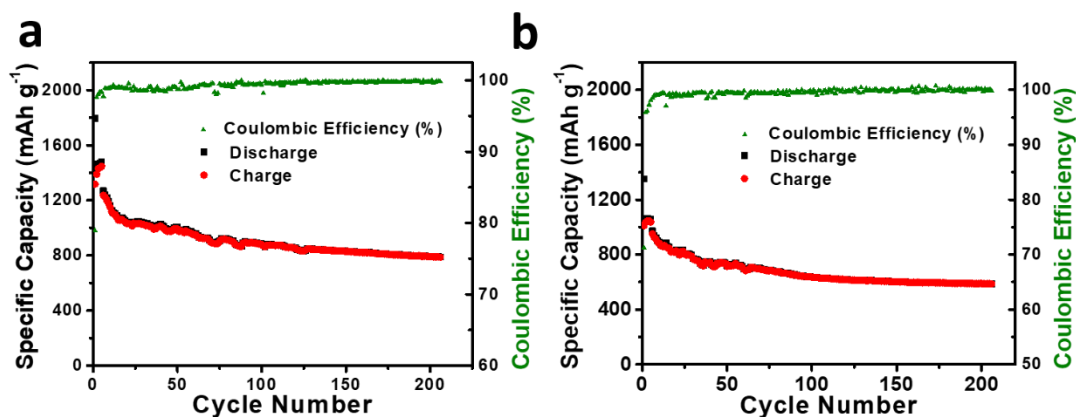 a
Specific Capacity (mAh g⁻¹)
2000
1600
1200
800
400
0
Coulombic Efficiency (%)
Discharge
Charge
100
90
80
70
60
Coulombic Efficiency (%)
0
50
100
150
200
Cycle Number
b
Specific Capacity (mAh g⁻¹)
2000
1600
1200
800
400
0
Coulombic Efficiency (%)
Discharge
Charge
100
90
80
70
60
50
Coulombic Efficiency (%)
0
50
100
150
200
Cycle Number